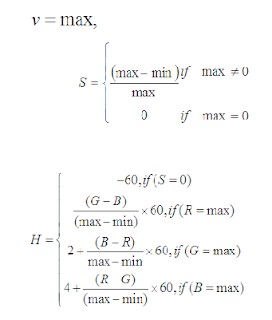 v = max,
S = { (max − min) if max ≠ 0
max
0 if max = 0
H = { −60, if (S = 0)
(G − B)
(max − min) × 60, if (R = max)
2 + (B − R)
max − min × 60, if (G = max)
4 + (R G)
(max − min) × 60, if (B = max)